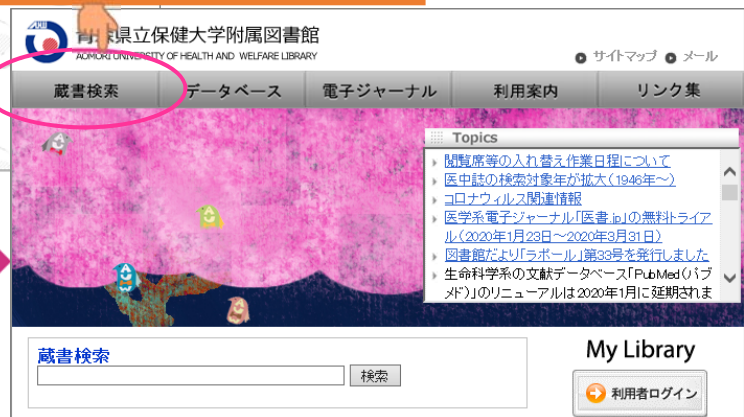 青森県立保健大学附属図書館
AOMORI UNIVERSITY OF HEALTH AND WELFARE LIBRARY
サイトマップ メール
蔵書検索 データベース 電子ジャーナル 利用案内 リンク集
Topics
閲覧席等の入れ替え作業日程について
医中誌の検索対象年が拡大(1946年~)
コロナウィルス関連情報
医学系電子ジャーナル「医書.jp」の無料トライア
ル(2020年1月23日~2020年3月31日)
図書館だより「ラポール」第33号を発行しました
生命科学系の文献データベース「PubMed(パブ
メド)」のリニューアルは2020年1月に延期されま
蔵書検索
検索
My Library
利用者ログイン